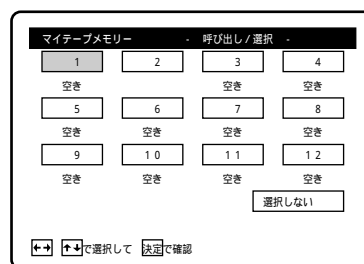 マイテープメモリー - 呼び出し / 選択 -
1 2 3 4
空き 空き 空き
5 6 7 8
空き 空き 空き 空き
9 10 11 12
空き 空き 空き 空き
選択しない
←→ ↑↓で選択して 決定で確認